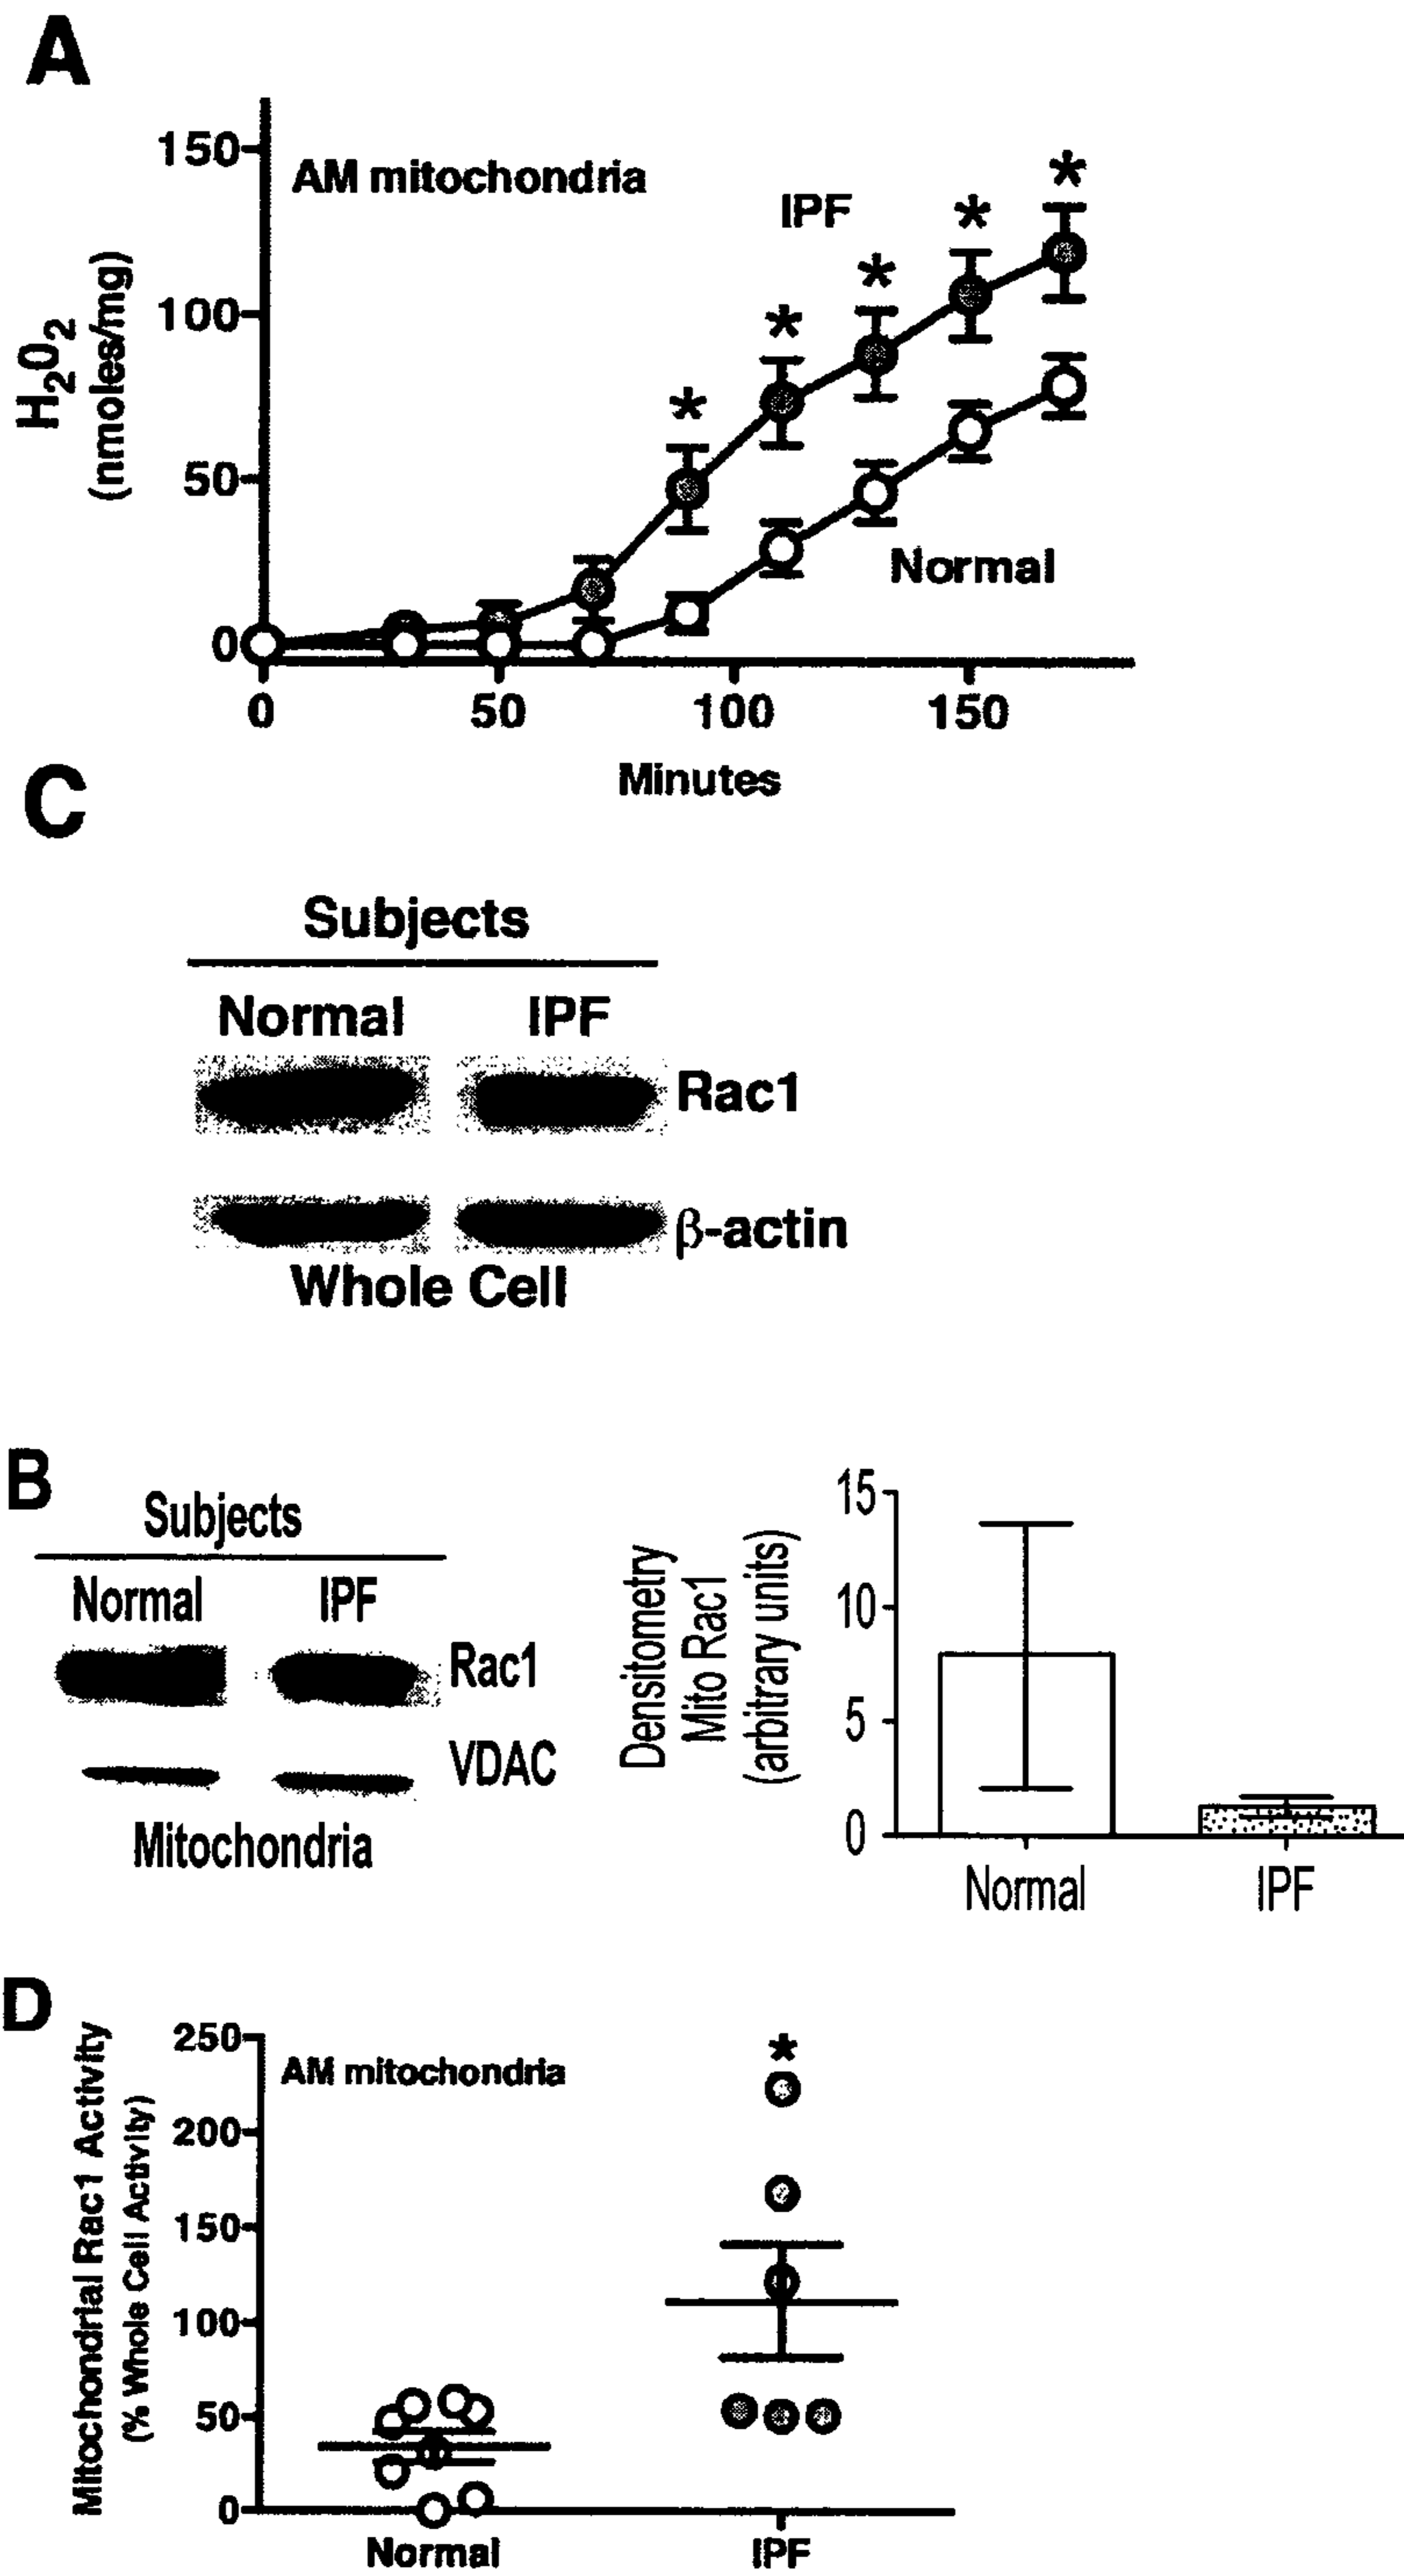 A
AM mitochondria
IPF
* * * * *
Normal
H2O2
(nmoles/mg)
150
100
50
0
0 50 100 150
Minutes
C
Subjects
Normal IPF
Rac1
β-actin
Whole Cell
B
Subjects
Normal IPF
Rac1
VDAC
Mitochondria
Densitometry
Mito Rac1
(arbitrary units)
15
10
5
0
Normal IPF
D
Mitochondrial Rac1 Activity
(% Whole Cell Activity)
250
200
150
100
50
0
AM mitochondria
*
Normal IPF